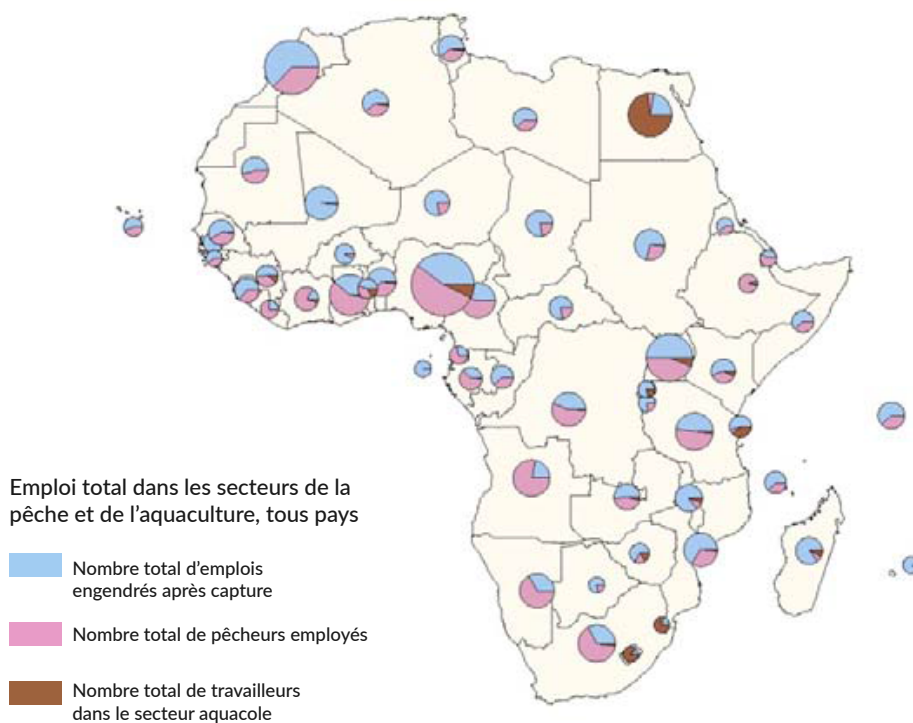 Emploi total dans les secteurs de la
pêche et de l’aquaculture, tous pays
Nombre total d’emplois
engendrés après capture
Nombre total de pêcheurs employés
Nombre total de travailleurs
dans le secteur aquacole